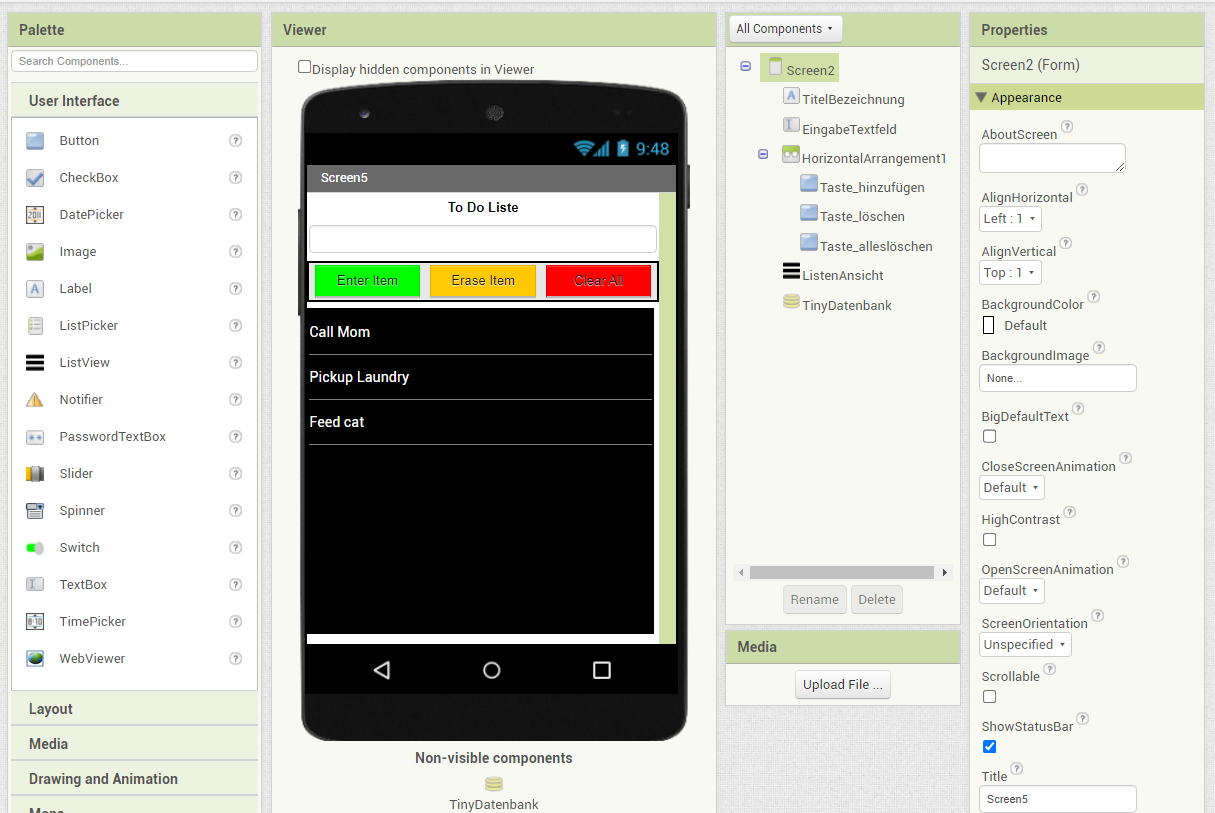 Palette
Search Components...
User Interface
Button
CheckBox
DatePicker
Image
Label
ListPicker
ListView
Notifier
PasswordTextBox
Slider
Spinner
Switch
TextBox
TimePicker
WebViewer
Layout
Media
Drawing and Animation
Maps
Viewer
Display hidden components in Viewer
9:48
Screen5
To Do Liste
Enter Item Erase Item Clear All
Call Mom
Pickup Laundry
Feed cat
Non-visible components
TinyDatenbank
All Components
Screen2
TitelBezeichnung
EingabeTextfeld
HorizontalArrangement1
Taste_hinzufügen
Taste_löschen
Taste_alleslöschen
ListenAnsicht
TinyDatenbank
Rename Delete
Media
Upload File ...
Properties
Screen2 (Form)
Appearance
AboutScreen
AlignHorizontal
Left : 1
AlignVertical
Top : 1
BackgroundColor
Default
BackgroundImage
None...
BigDefaultText
CloseScreenAnimation
Default
HighContrast
OpenScreenAnimation
Default
ScreenOrientation
Unspecified
Scrollable
ShowStatusBar
Title
Screen5